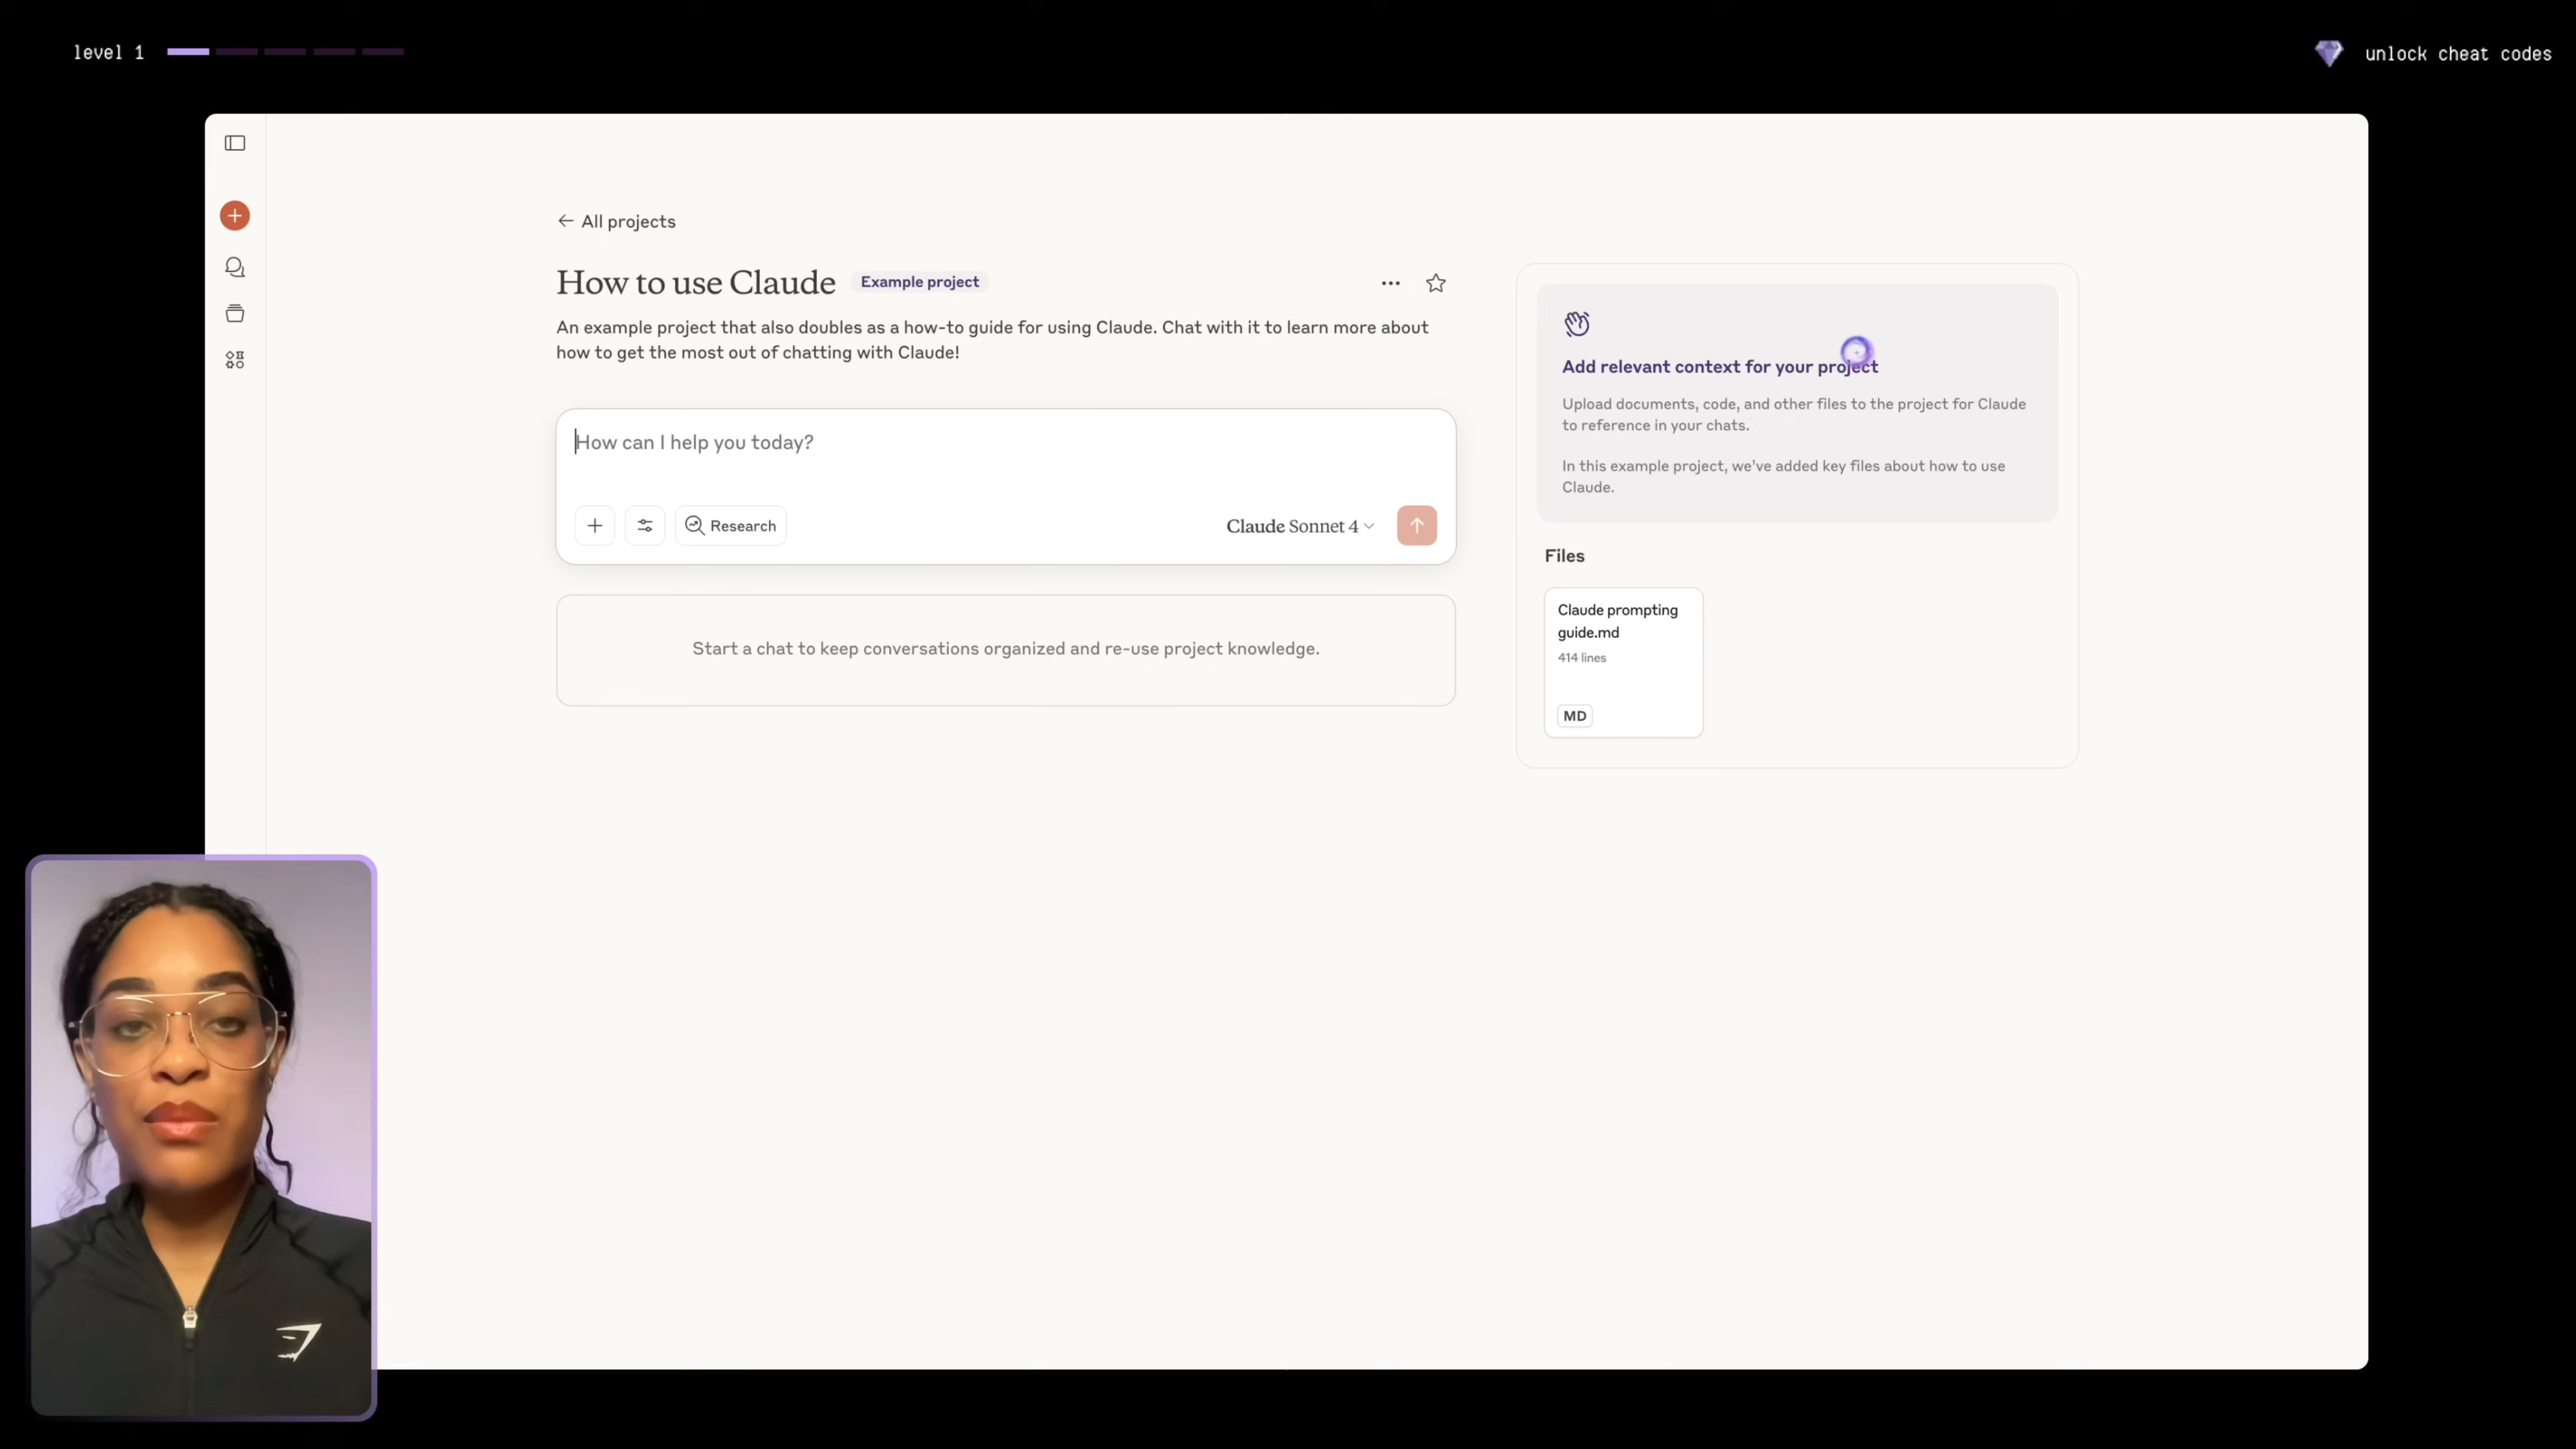 level 1
unlock cheat codes
All projects
How to use Claude
Example project
An example project that also doubles as a how-to guide for using Claude. Chat with it to learn more about
how to get the most out of chatting with Claude!
How can I help you today?
Research
Claude Sonnet 4
Start a chat to keep conversations organized and re-use project knowledge.
Add relevant context for your project
Upload documents, code, and other files to the project for Claude
to reference in your chats.
In this example project, we've added key files about how to use
Claude.
Files
Claude prompting
guide.md
414 lines
MD